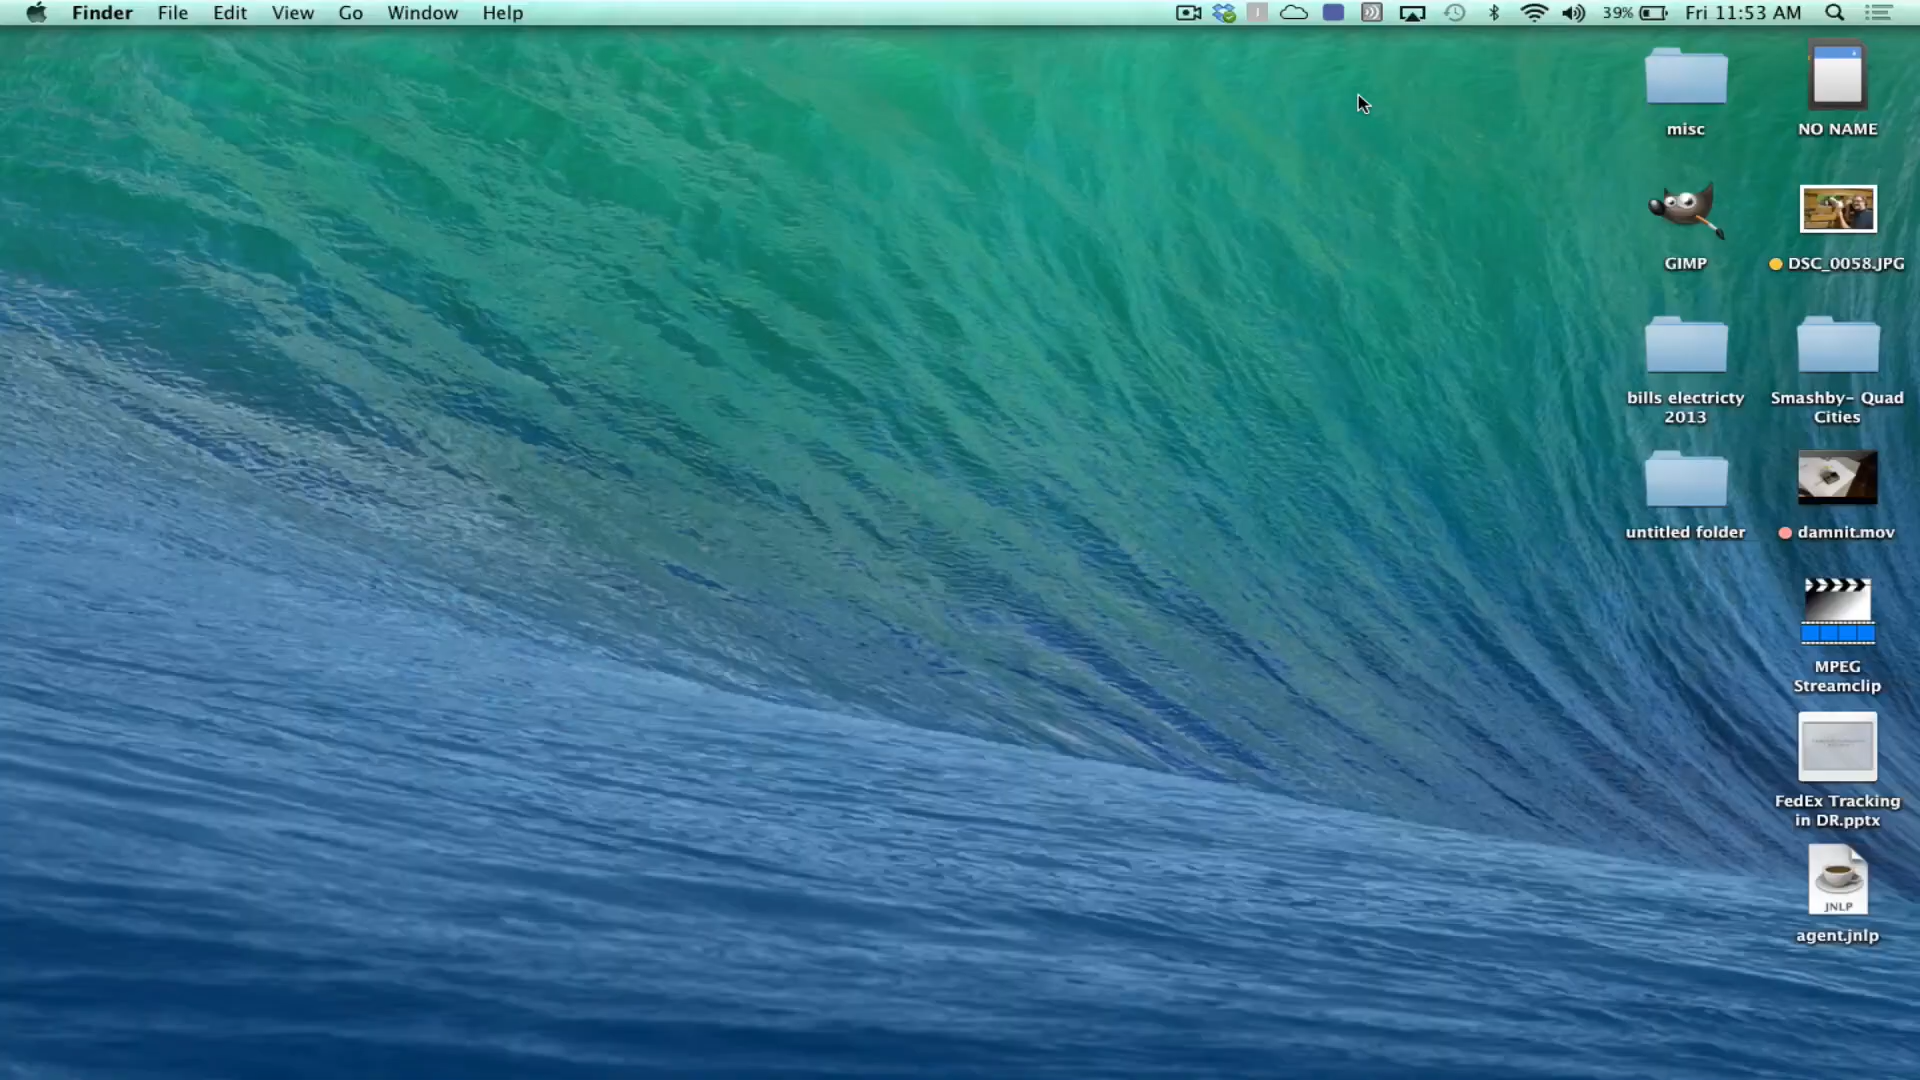 Finder File Edit View Go Window Help 39% Fri 11:53 AM
misc
NO NAME
GIMP
DSC_0058.JPG
bills electricty
2013
Smashby- Quad
Cities
untitled folder
damnit.mov
MPEG
Streamclip
FedEx Tracking
in DR.pptx
JNLP
agent.jnlp